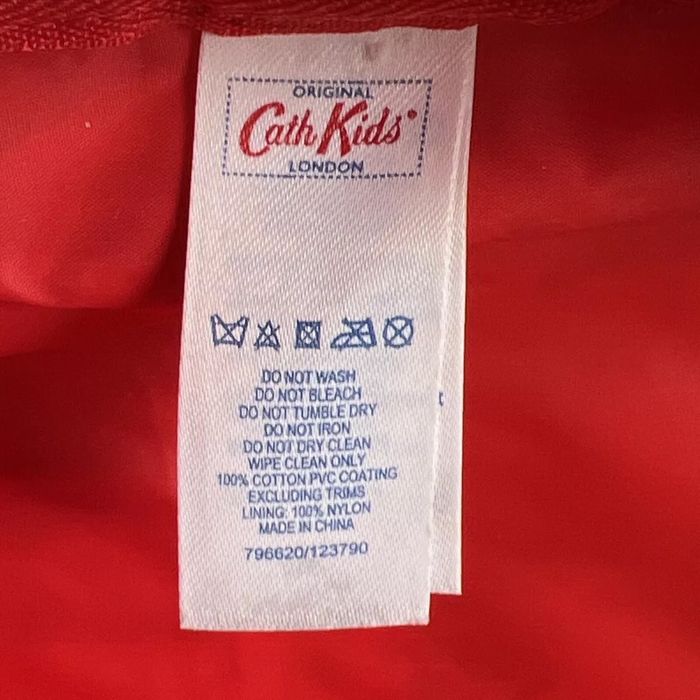 ORIGINAL
Cath Kids
LONDON
DO NOT WASH
DO NOT BLEACH
DO NOT TUMBLE DRY
DO NOT IRON
DO NOT DRY CLEAN
WIPE CLEAN ONLY
100% COTTON PVC COATING
EXCLUDING TRIMS
LINING: 100% NYLON
MADE IN CHINA
796620/123790